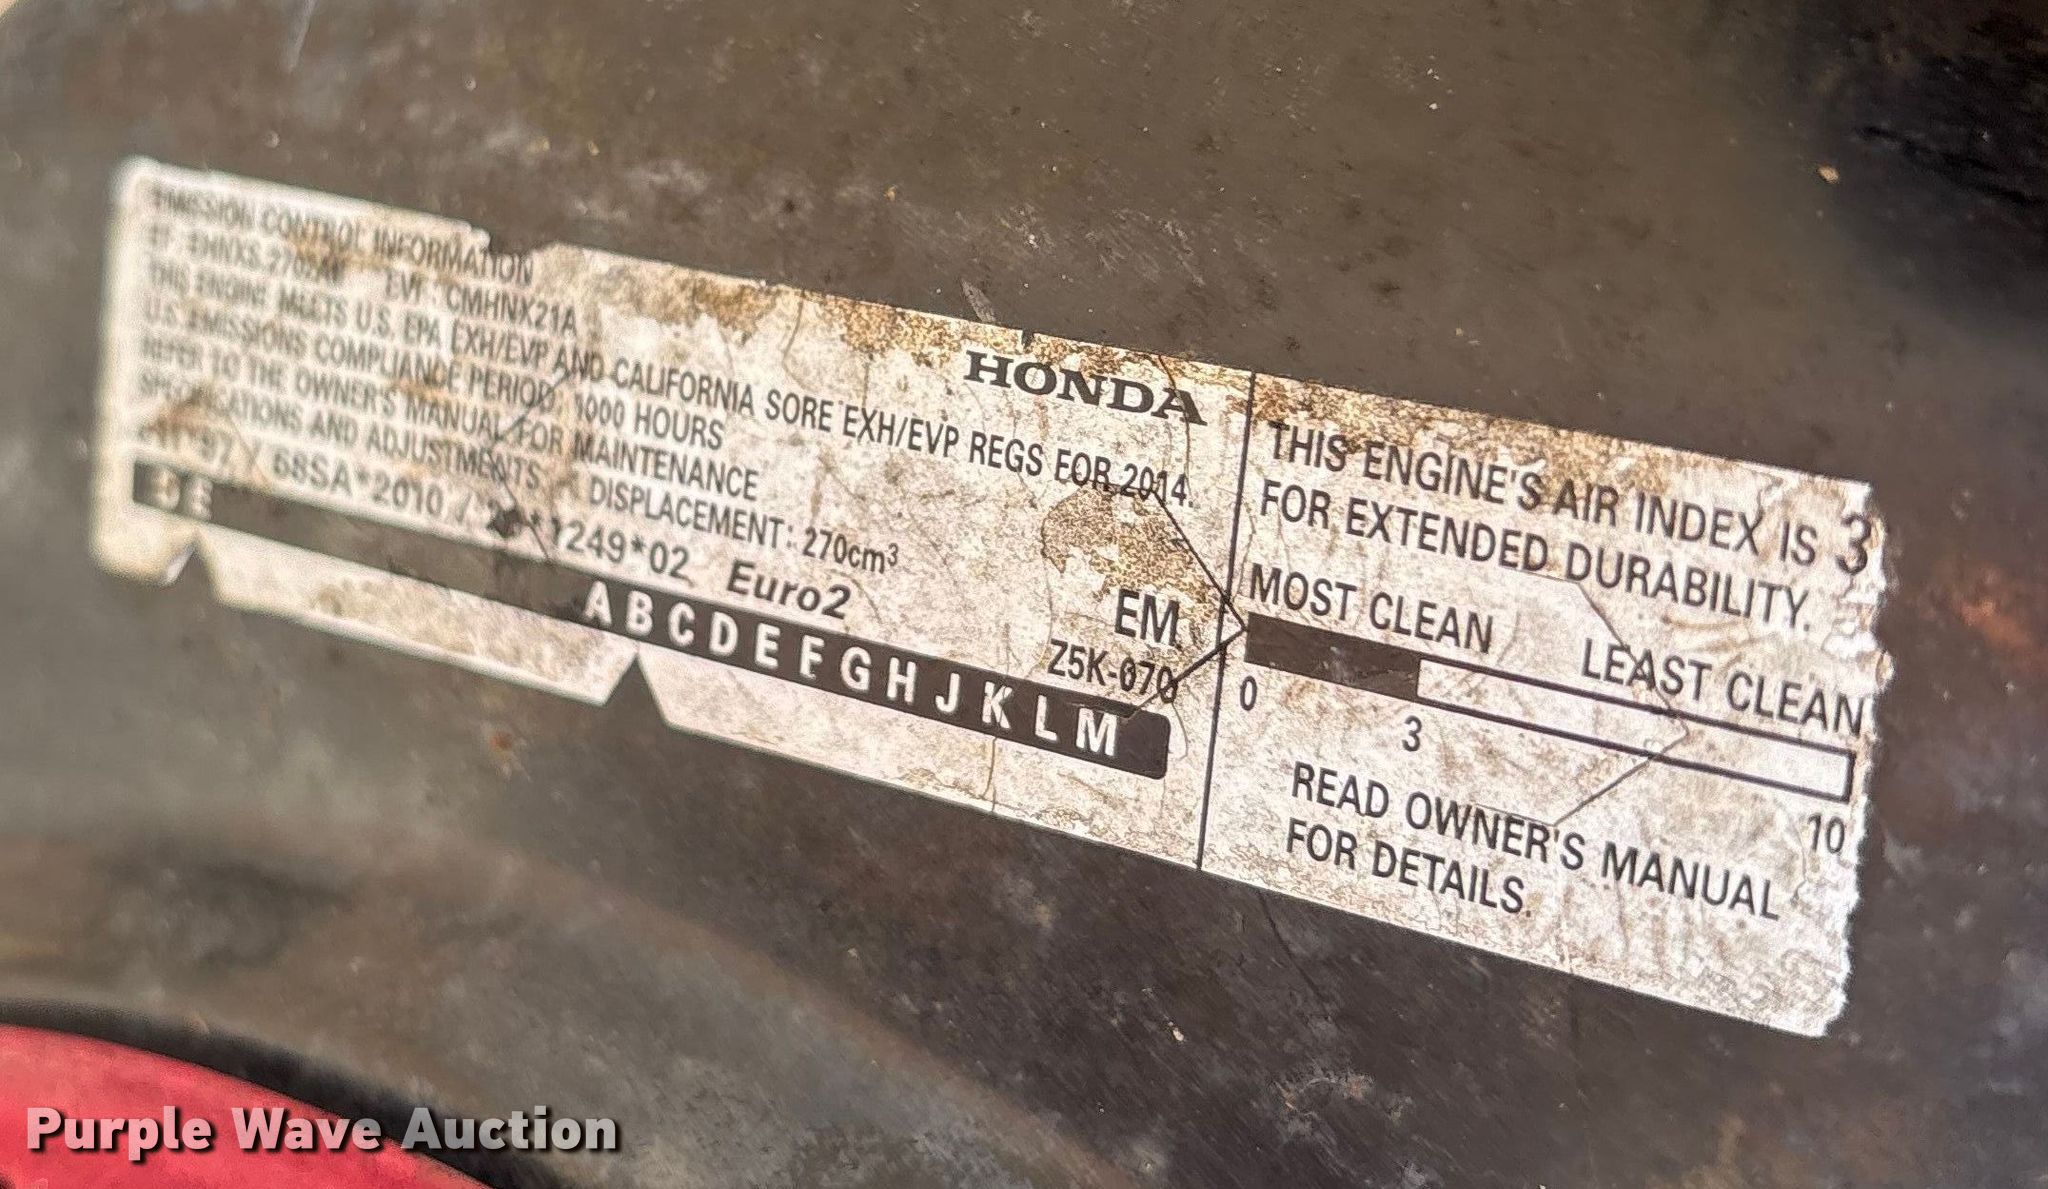 EMISSION CONTROL INFORMATION
EF : EHNXS.2702AA EVF : CMHNX21A
HONDA
THIS ENGINE MEETS U.S. EPA EXH/EVP AND CALIFORNIA SORE EXH/EVP REGS FOR 2014.
U.S. EMISSIONS COMPLIANCE PERIOD: 1000 HOURS
REFER TO THE OWNER'S MANUAL FOR MAINTENANCE
SPECIFICATIONS AND ADJUSTMENTS DISPLACEMENT: 270cm³
68SA*2010 / *1249*02 Euro2
EM
Z5K-070
D E A B C D E F G H J K L M
THIS ENGINE'S AIR INDEX IS 3
FOR EXTENDED DURABILITY.
MOST CLEAN LEAST CLEAN
0 3 10
READ OWNER'S MANUAL
FOR DETAILS.
Purple Wave Auction